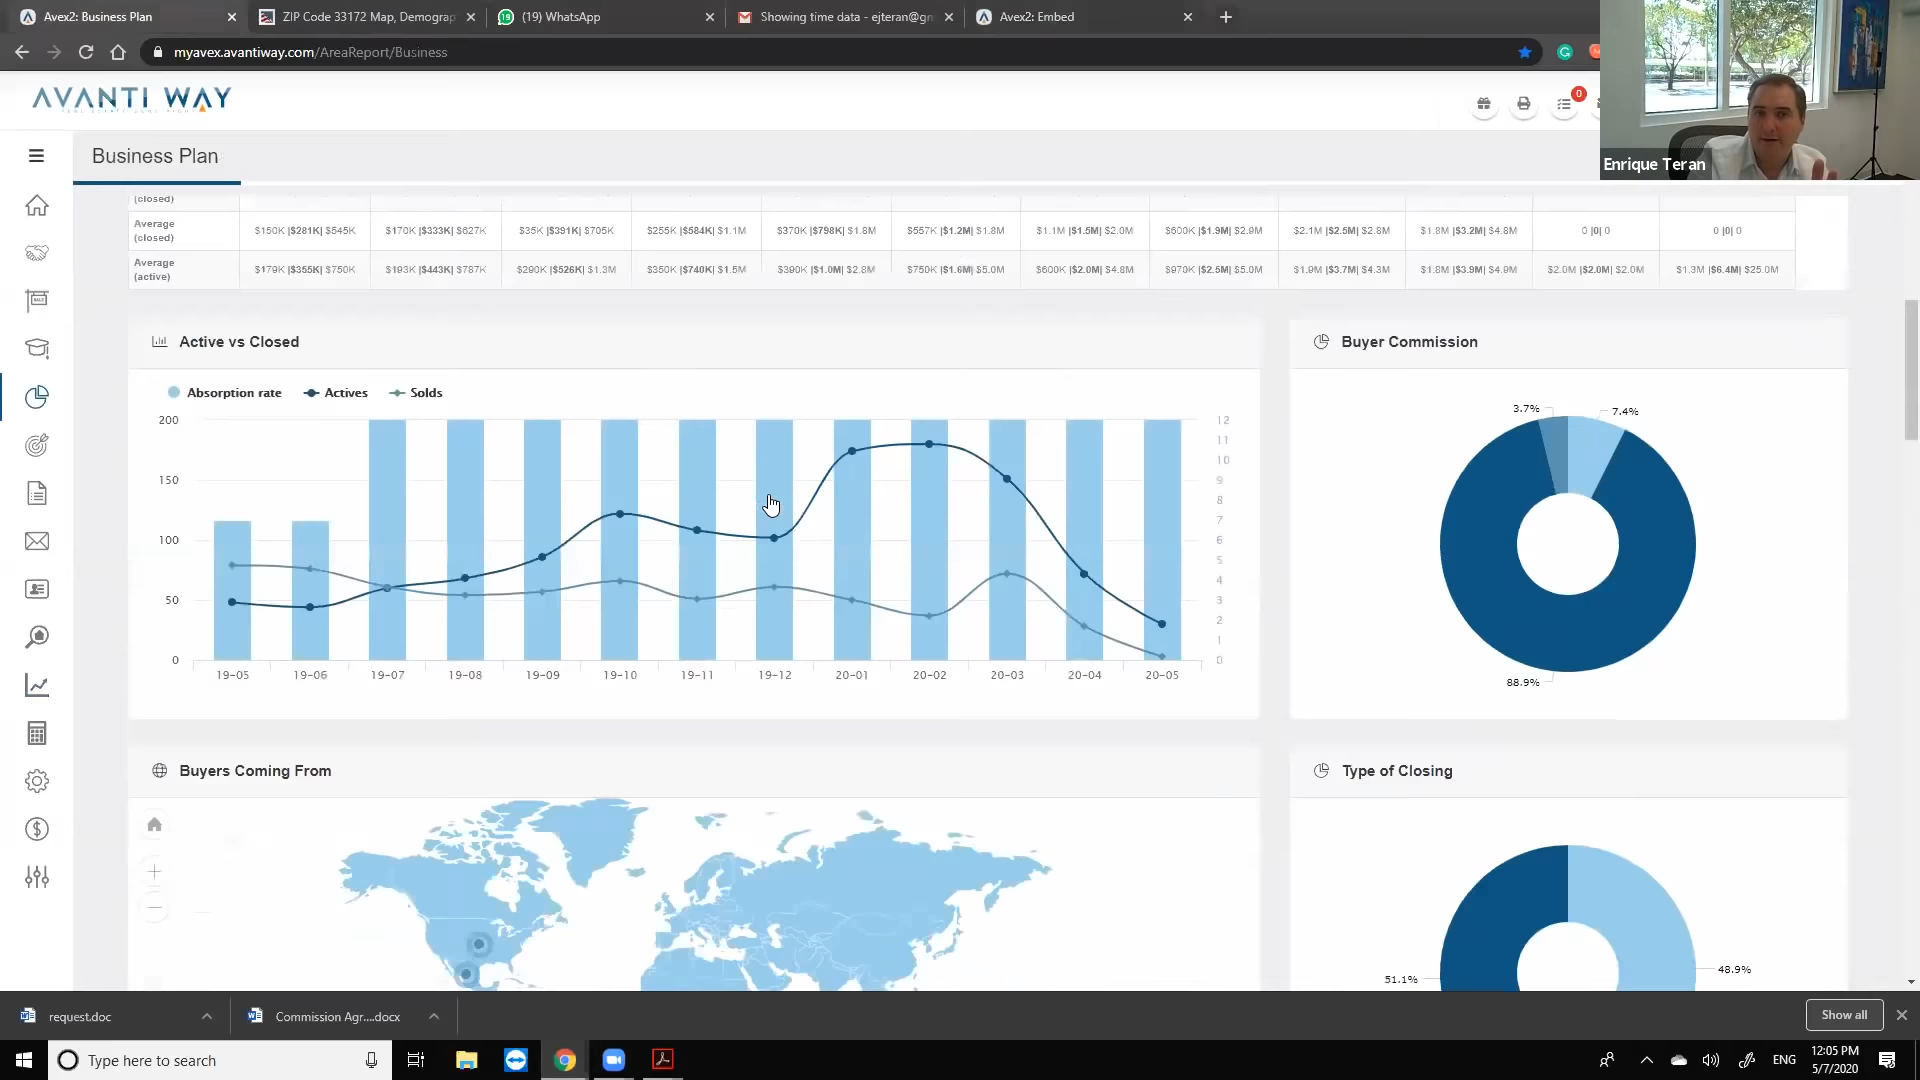 Avex2: Business Plan
ZIP Code 33172 Map, Demograp
(19) WhatsApp
Showing time data - ejteran@gm
Avex2: Embed
myavex.avantiway.com/AreaReport/Business
AVANTI WAY
0
Enrique Teran
Business Plan
(closed)
Average (closed) $150K |$281K| $545K $170K |$333K| $627K $35K |$391K| $705K $255K |$584K| $1.1M $370K |$798K| $1.8M $557K |$1.2M| $1.8M $1.1M |$1.5M| $2.0M $600K |$1.9M| $2.9M $2.1M |$2.5M| $2.8M $1.8M |$3.2M| $4.8M 0 |0| 0 0 |0| 0
Average (active) $179K |$355K| $750K $193K |$443K| $787K $290K |$526K| $1.3M $350K |$740K| $1.5M $390K |$1.0M| $2.8M $750K |$1.6M| $5.0M $600K |$2.0M| $4.8M $970K |$2.5M| $5.0M $1.9M |$3.7M| $4.3M $1.8M |$3.9M| $4.9M $2.0M |$2.0M| $2.0M $1.3M |$6.4M| $25.0M
Active vs Closed
Absorption rate Actives Solds
200
150
100
50
0
12
11
10
9
8
7
6
5
4
3
2
1
0
19-05 19-06 19-07 19-08 19-09 19-10 19-11 19-12 20-01 20-02 20-03 20-04 20-05
Buyer Commission
3.7% 7.4%
88.9%
Buyers Coming From
Type of Closing
51.1% 48.9%
request.doc
Commission Agr....docx
Show all
Type here to search
ENG
12:05 PM
5/7/2020